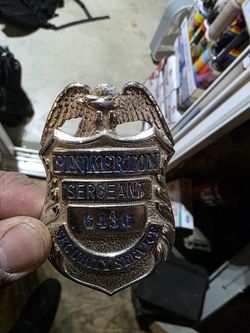 PINKERTON
SERGEANT
6436
SECURITY SERVICE